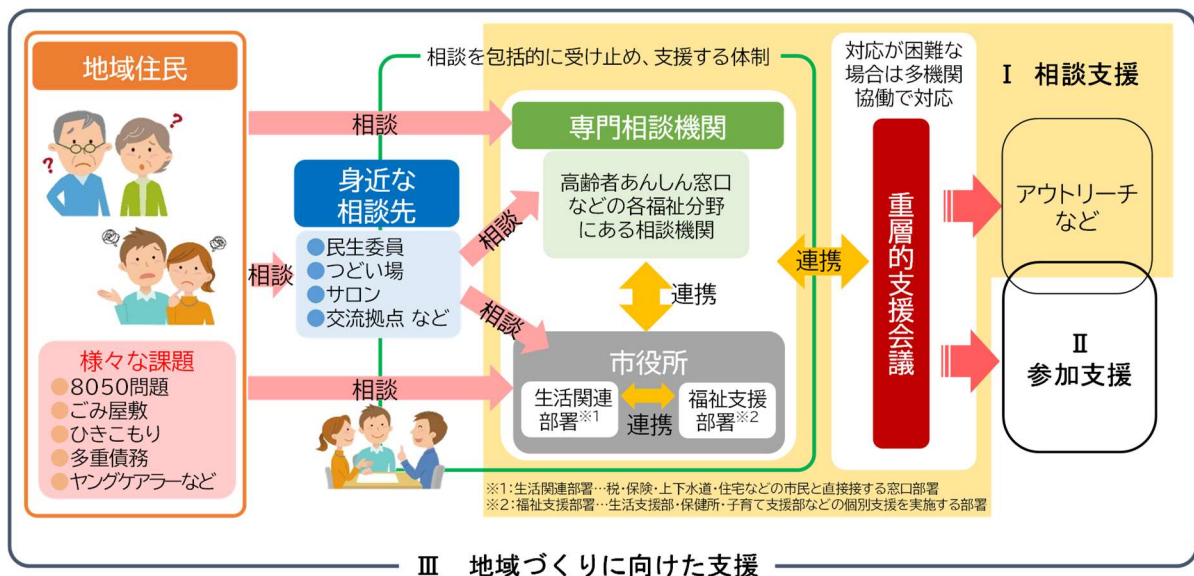 地域住民
?
?
様々な課題
●8050問題
●ごみ屋敷
●ひきこもり
●多重債務
●ヤングケアラーなど
相談
相談
相談
身近な
相談先
●民生委員
●つどい場
●サロン
●交流拠点 など
相談
相談
相談を包括的に受け止め、支援する体制
専門相談機関
高齢者あんしん窓口
などの各福祉分野
にある相談機関
連携
市役所
生活関連
部署※1
連携
福祉支援
部署※2
連携
対応が困難な
場合は多機関
協働で対応
重層的支援会議
Ⅰ 相談支援
アウトリーチ
など
Ⅱ
参加支援
※1:生活関連部署…税・保険・上下水道・住宅などの市民と直接接する窓口部署
※2:福祉支援部署…生活支援部・保健所・子育て支援部などの個別支援を実施する部署
Ⅲ 地域づくりに向けた支援